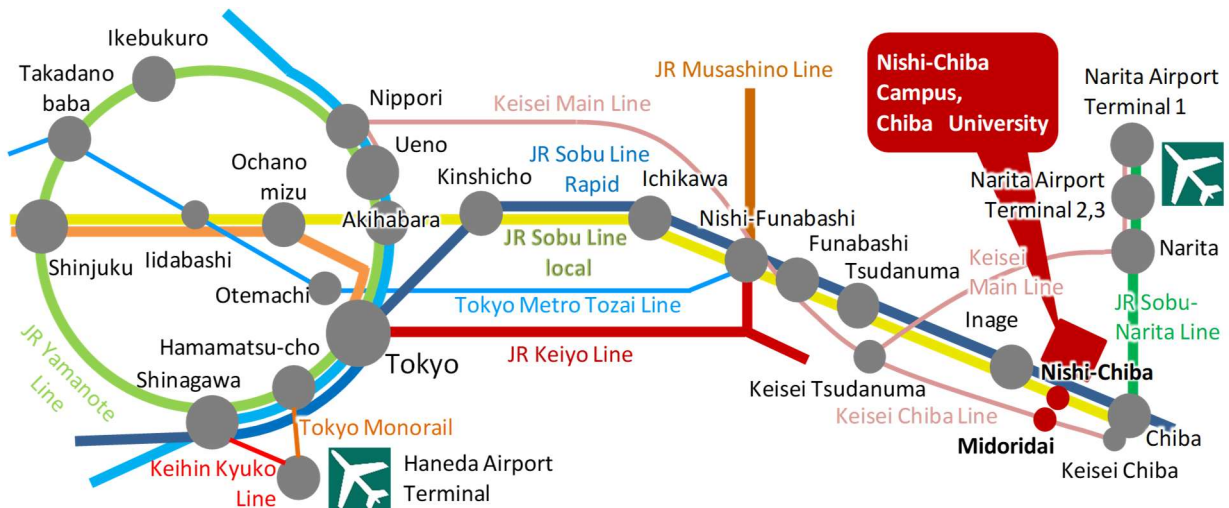 Ikebukuro
Takadano
baba
Nippori
Ueno
Keisei Main Line
JR Musashino Line
Nishi-Chiba
Campus,
Chiba University
Narita Airport
Terminal 1
Ochano
mizu
Kinshicho
JR Sobu Line
Rapid
Ichikawa
Narita Airport
Terminal 2,3
Akihabara
Nishi-Funabashi
Shinjuku
Iidabashi
JR Sobu Line
local
Funabashi
Tsudanuma
Keisei
Main Line
Narita
Otemachi
Tokyo Metro Tozai Line
Inage
JR Sobu-
Narita Line
JR Yamanote
Line
Hamamatsu-cho
Tokyo
JR Keiyo Line
Shinagawa
Keisei Tsudanuma
Nishi-Chiba
Tokyo Monorail
Keisei Chiba Line
Midoridai
Chiba
Keihin Kyuko
Line
Haneda Airport
Terminal
Keisei Chiba